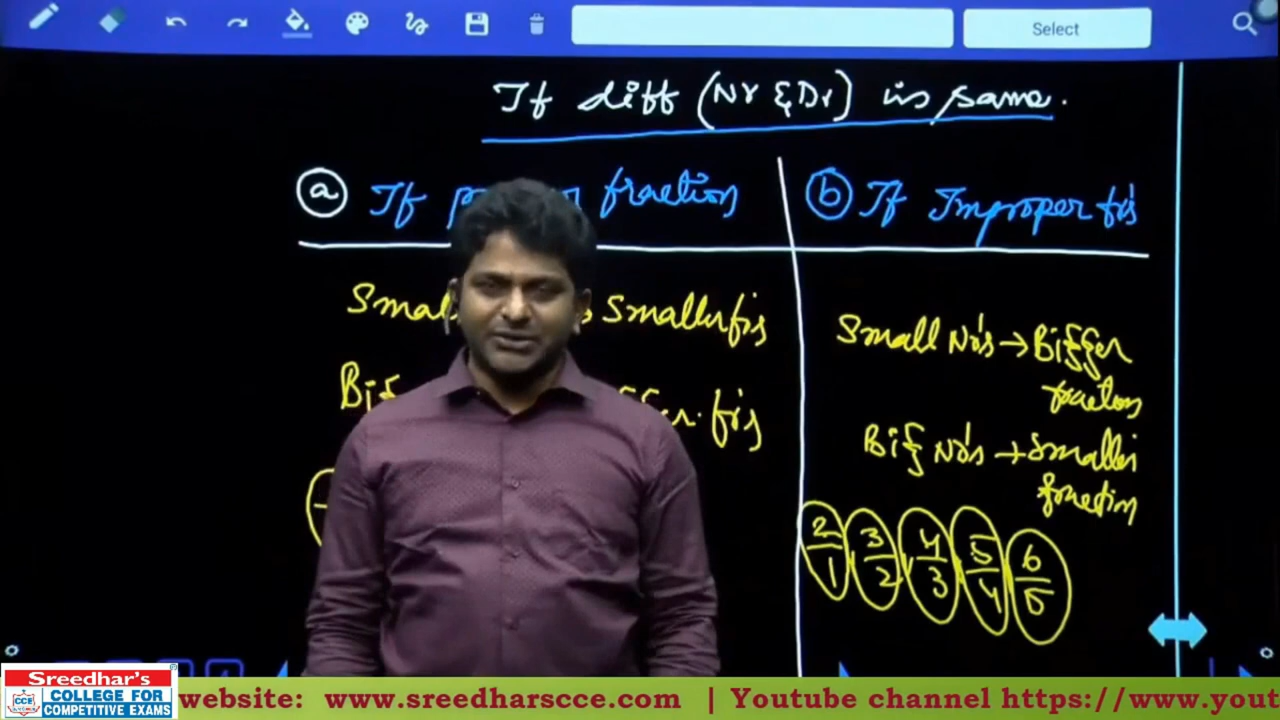 Select
If diff (Nr & Dr) is same.
(a) If fraction
(b) If Improper fr's
Smaller fr's
Small No's → Bigger
fraction
fr's
Big No's → Smaller
fraction
2/1 3/2 4/3 5/4 6/5
Sreedhar's
CCE
COLLEGE FOR
COMPETITIVE EXAMS
website: www.sreedharscce.com | Youtube channel https://www.yout